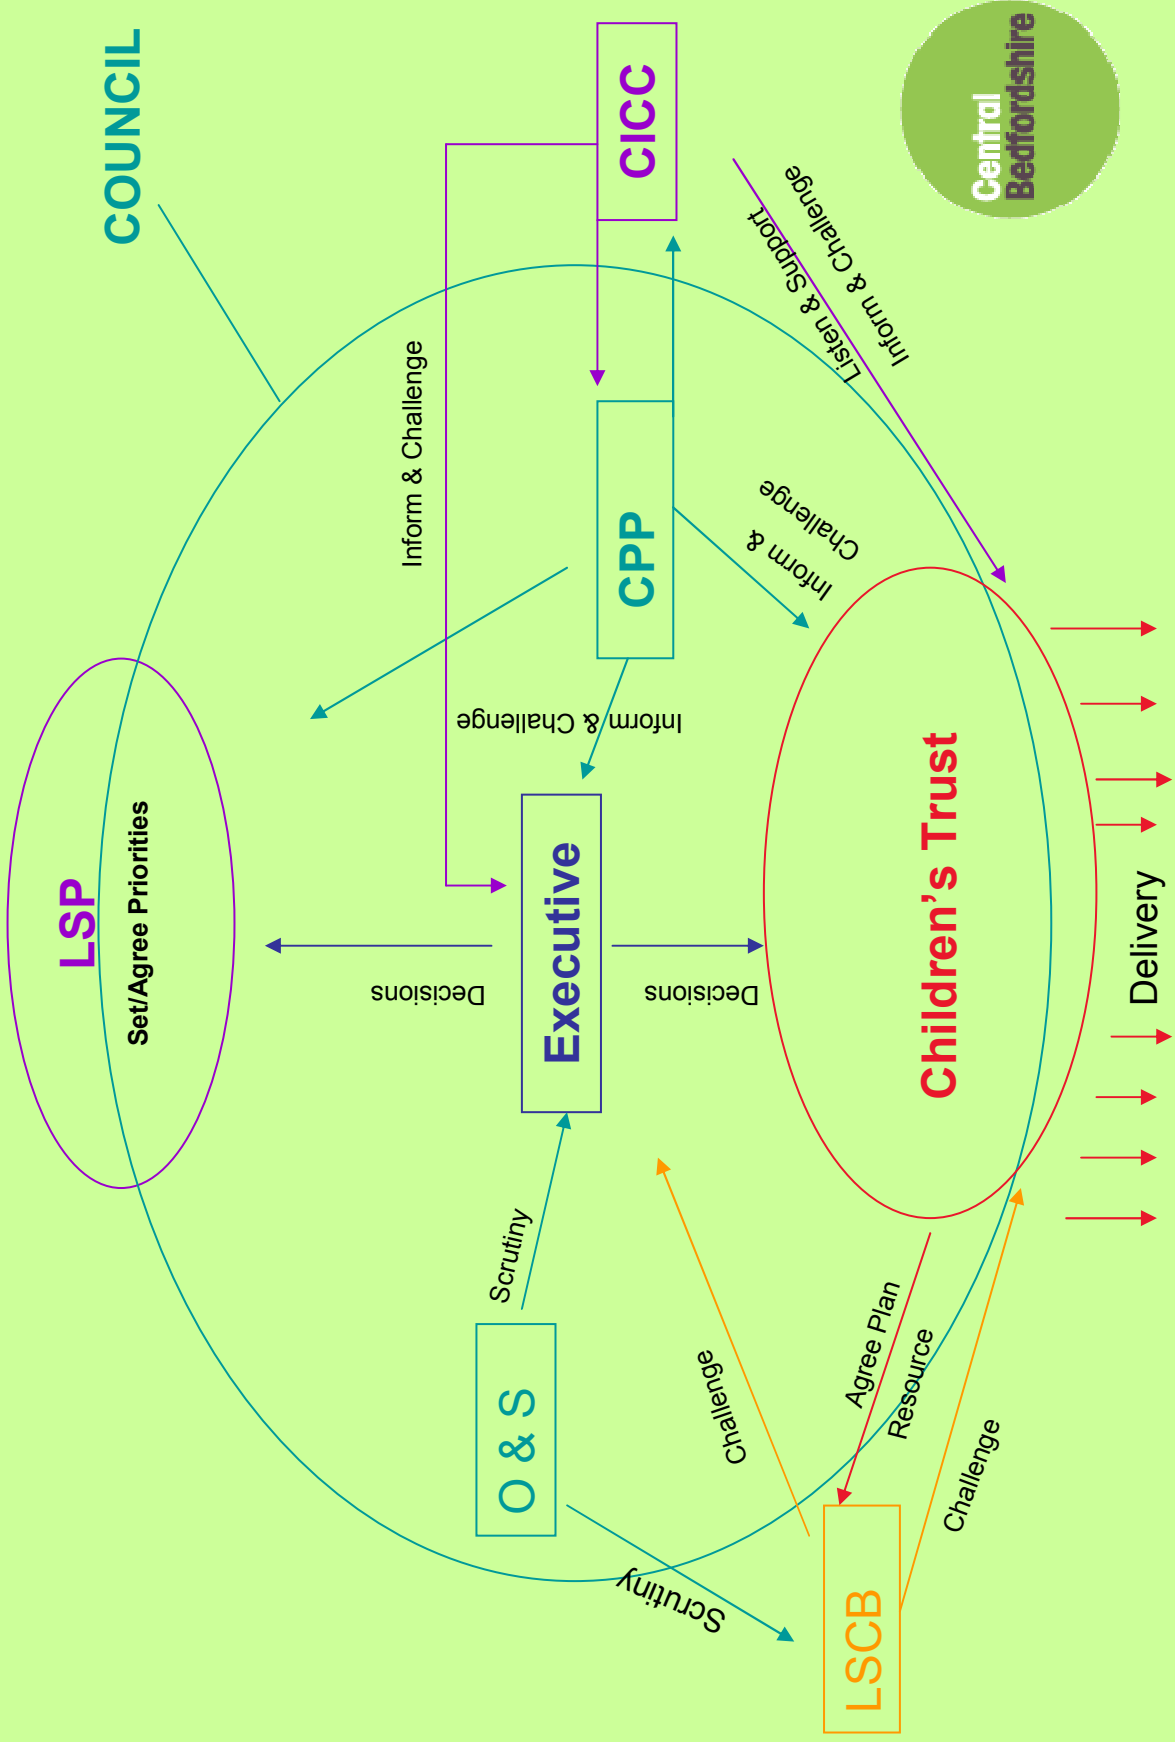 COUNCIL
LSP
Set/Agree Priorities
Inform & Challenge
CICC
Decisions
Inform & Challenge
CPP
Scrutiny
Executive
O & S
Decisions
Listen & Support
Inform & Challenge
Inform &
Challenge
Scrutiny
Challenge
LSCB
Agree Plan
Resource
Challenge
Children’s Trust
Delivery
Central
Bedfordshire